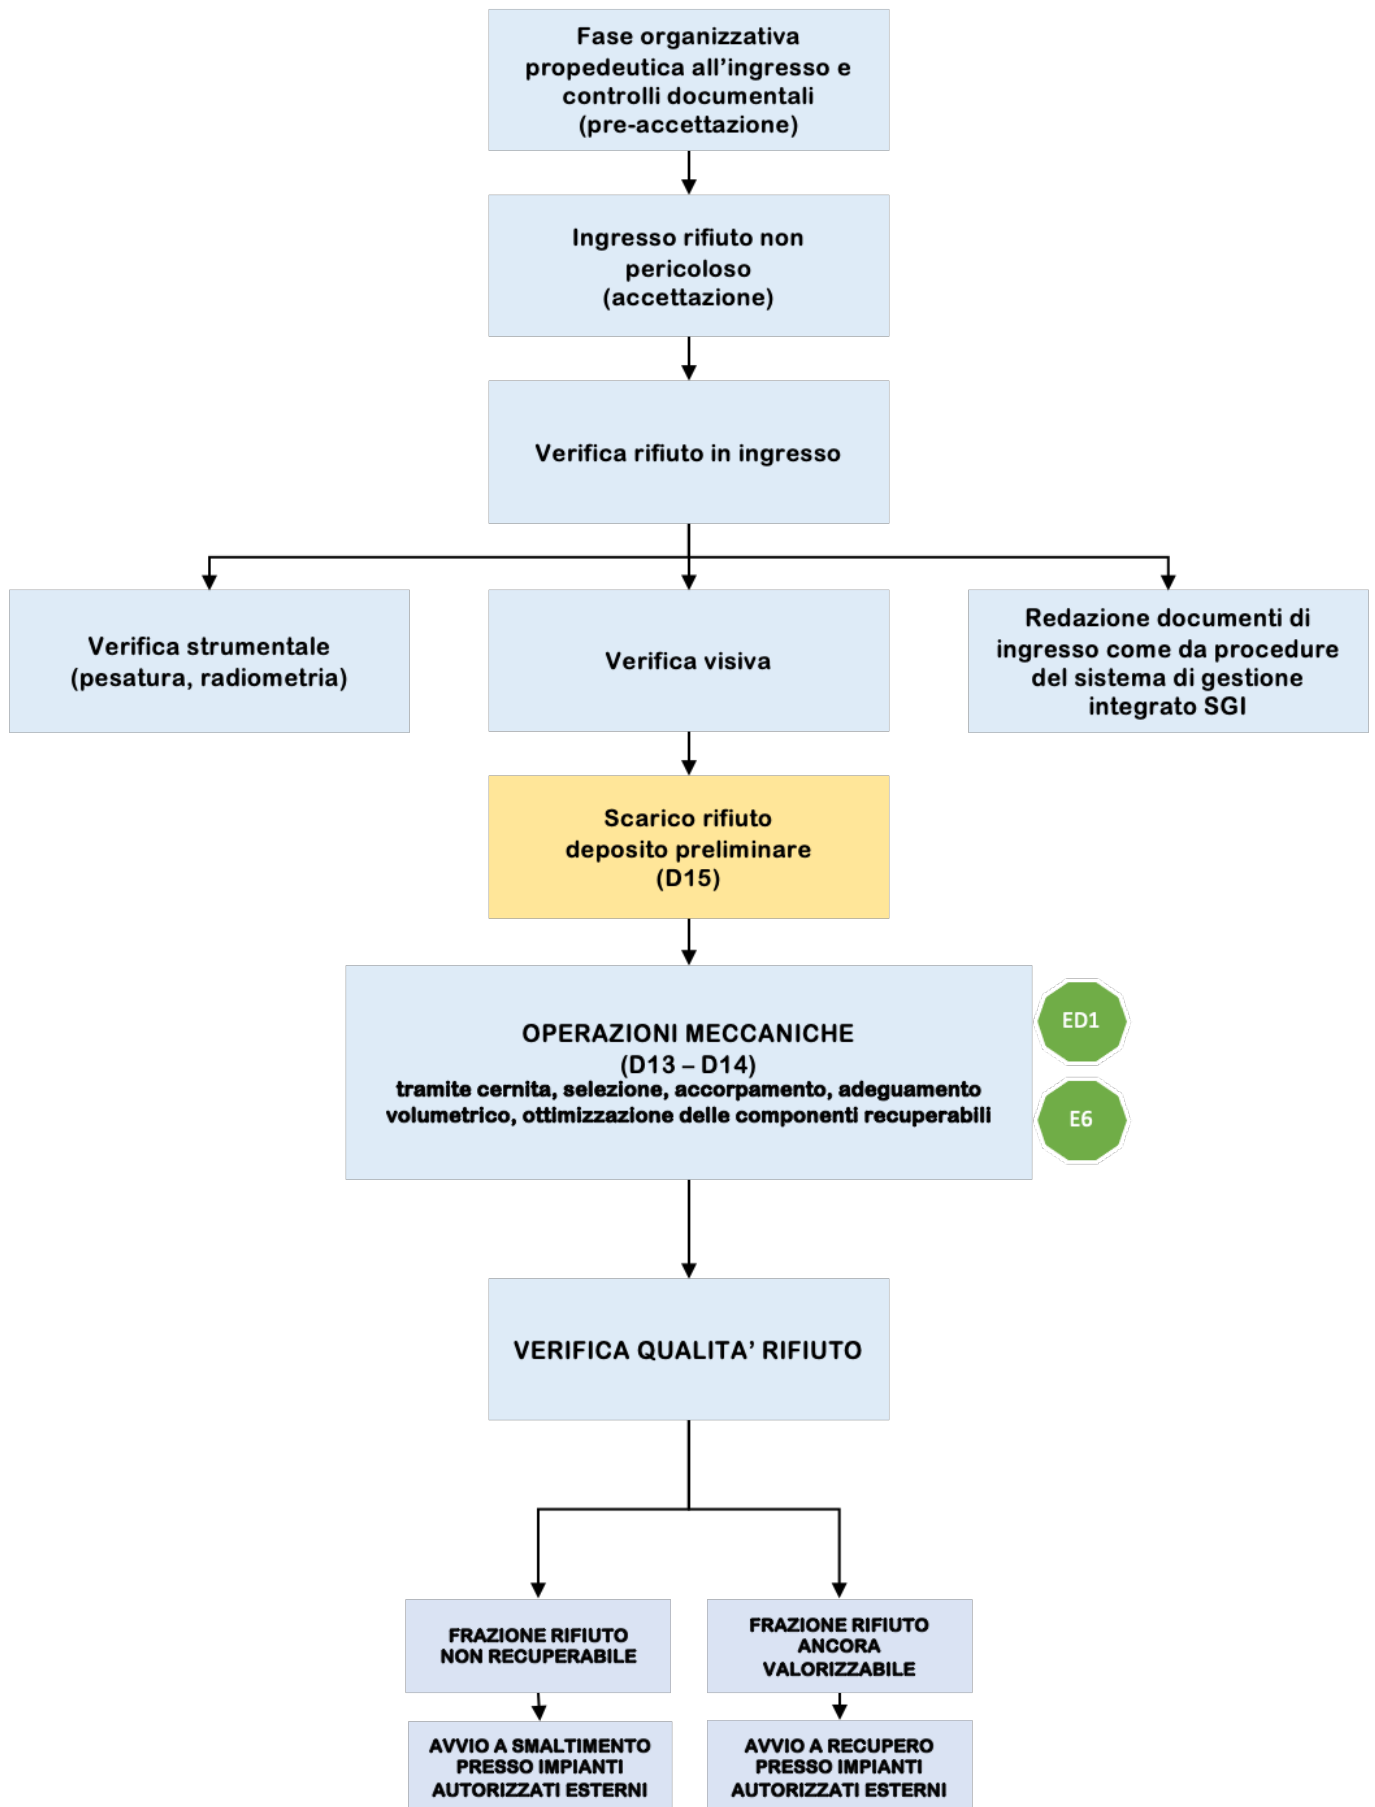 Fase organizzativa
propedeutica all'ingresso e
controlli documentali
(pre-accettazione)
Ingresso rifiuto non
pericoloso
(accettazione)
Verifica rifiuto in ingresso
Verifica strumentale
(pesatura, radiometria)
Verifica visiva
Redazione documenti di
ingresso come da procedure
del sistema di gestione
integrato SGI
Scarico rifiuto
deposito preliminare
(D15)
OPERAZIONI MECCANICHE
(D13 – D14)
tramite cernita, selezione, accorpamento, adeguamento
volumetrico, ottimizzazione delle componenti recuperabili
ED1
E6
VERIFICA QUALITA' RIFIUTO
FRAZIONE RIFIUTO
NON RECUPERABILE
FRAZIONE RIFIUTO
ANCORA
VALORIZZABILE
AVVIO A SMALTIMENTO
PRESSO IMPIANTI
AUTORIZZATI ESTERNI
AVVIO A RECUPERO
PRESSO IMPIANTI
AUTORIZZATI ESTERNI